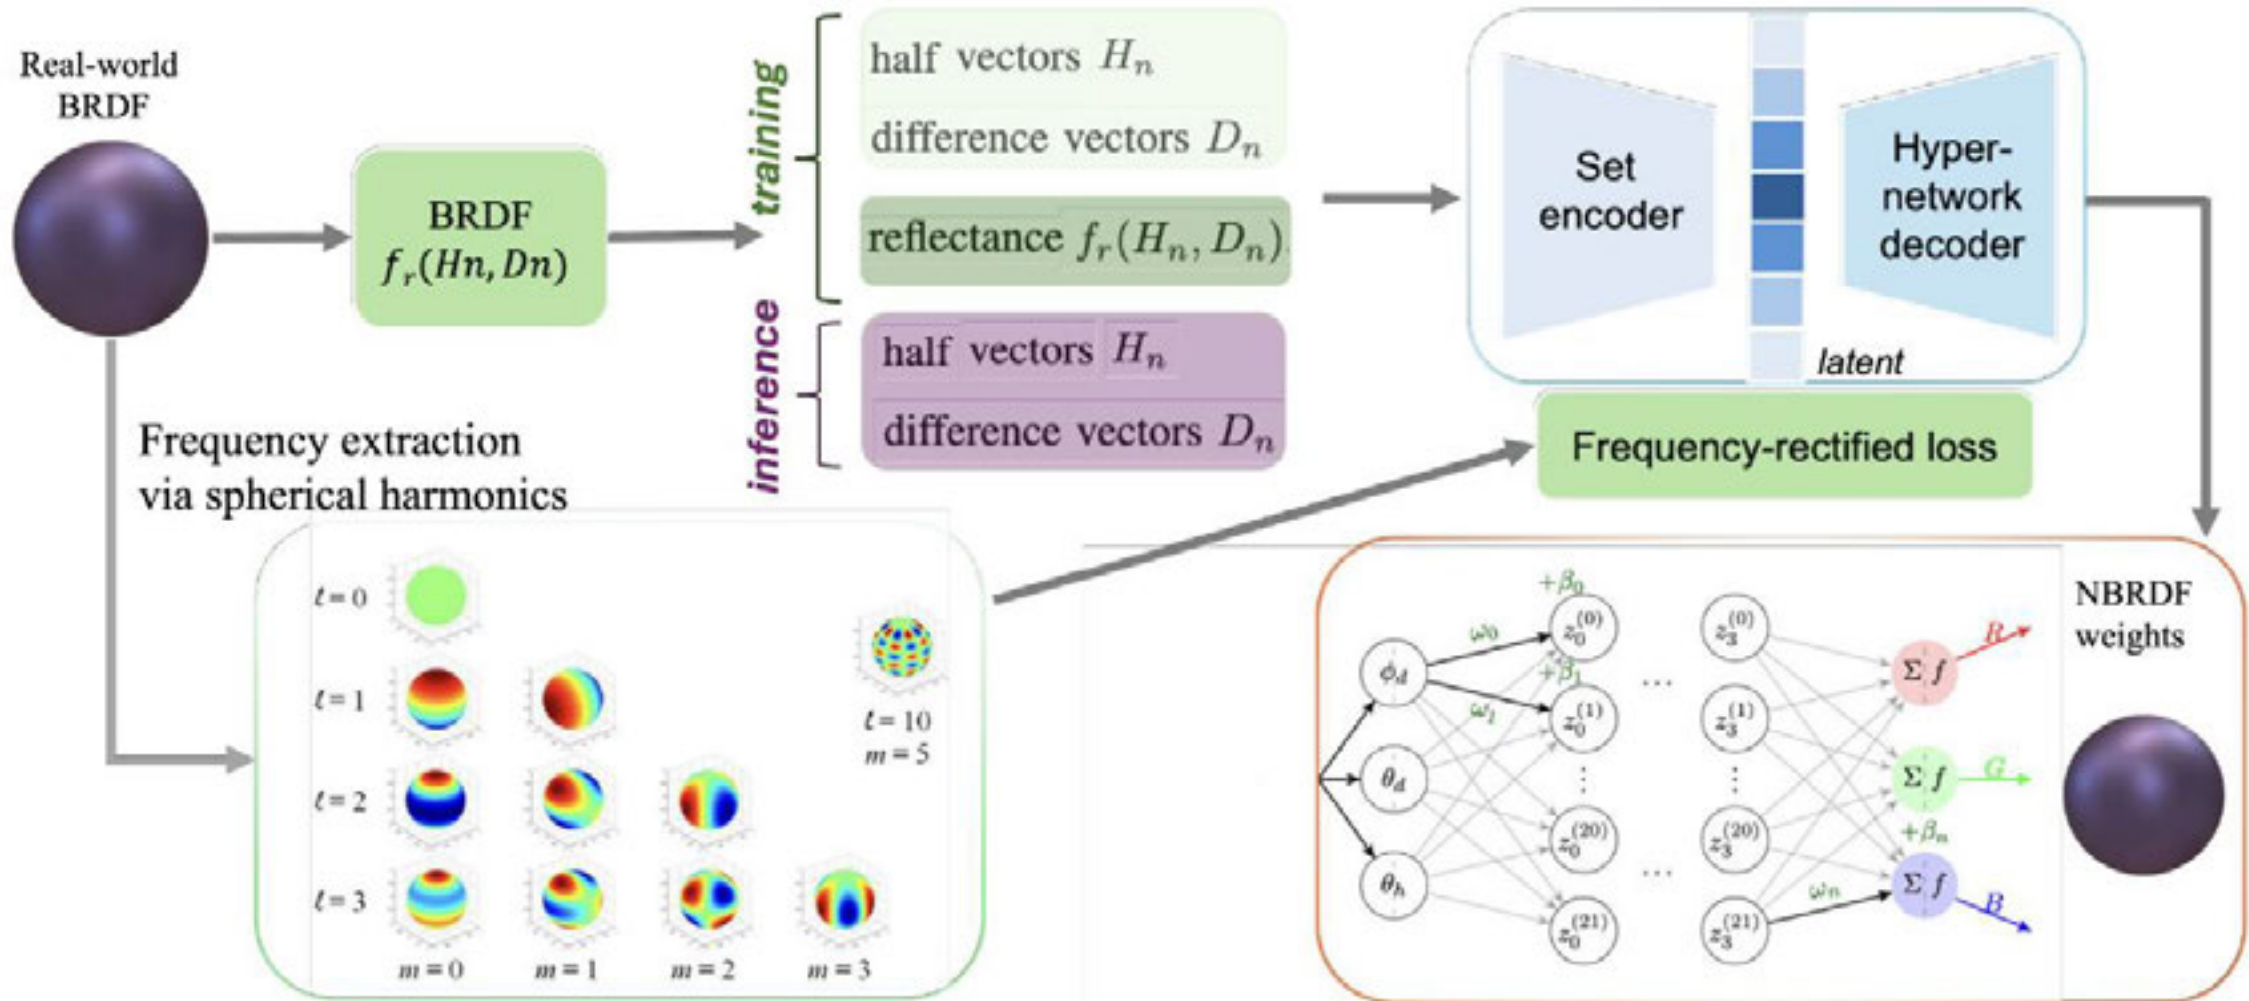 Real-world
BRDF
BRDF
f_r(Hn, Dn)
training
half vectors H_n
difference vectors D_n
reflectance f_r(H_n, D_n).
inference
half vectors H_n
difference vectors D_n
Set
encoder
Hyper-
network
decoder
latent
Frequency-rectified loss
Frequency extraction
via spherical harmonics
ℓ = 0
ℓ = 1
ℓ = 2
ℓ = 3
m = 0
m = 1
m = 2
m = 3
ℓ = 10
m = 5
NBRDF
weights
ϕ_d
θ_d
θ_h
ω_0
ω_1
+β_0
+β_1
z_0^(0)
z_0^(1)
⋮
z_0^(20)
z_0^(21)
...
...
z_3^(0)
z_3^(1)
⋮
z_3^(20)
z_3^(21)
ω_n
+β_n
Σ f
Σ f
Σ f
R
G
B